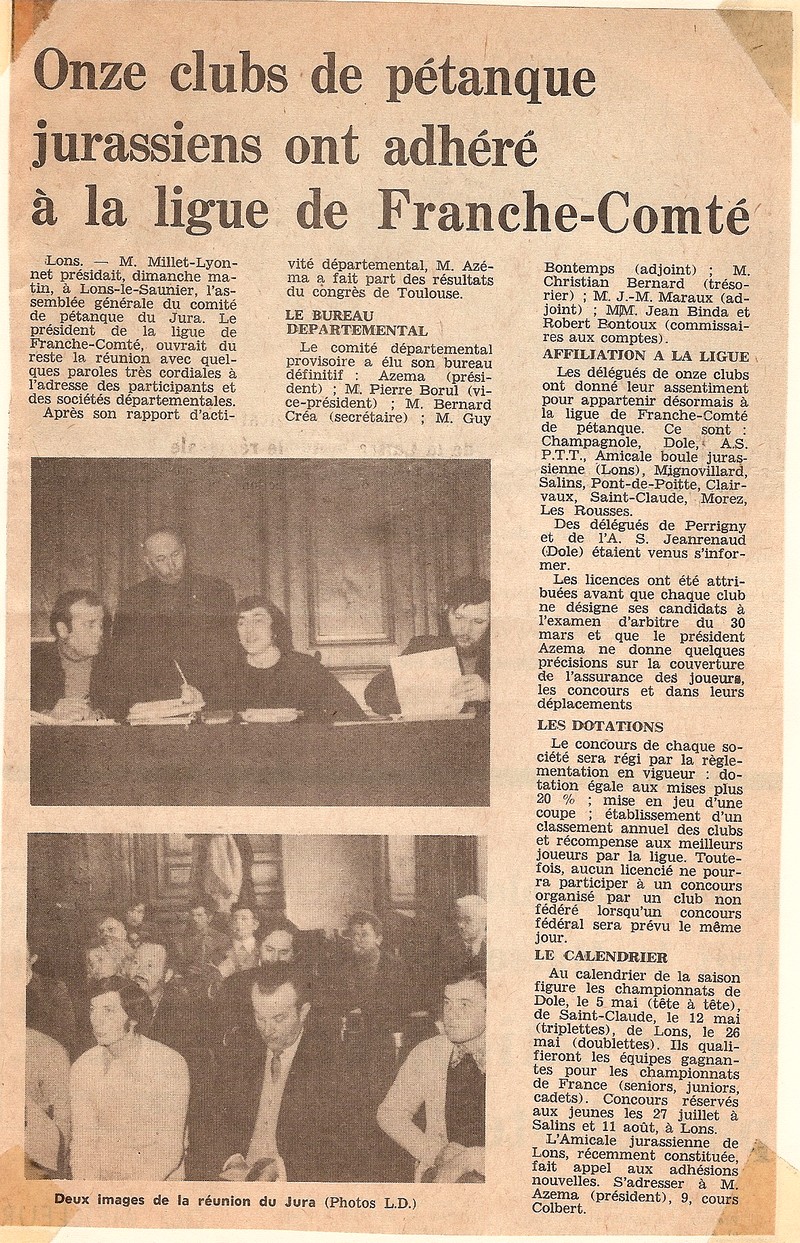 Onze clubs de pétanque
jurassiens ont adhéré
à la ligue de Franche-Comté
Lons. — M. Millet-Lyon-
net présidait, dimanche ma-
tin, à Lons-le-Saunier, l'as-
semblée générale du comité
de pétanque du Jura. Le
président de la ligue de
Franche-Comté, ouvrait du
reste la réunion avec quel-
ques paroles très cordiales à
l'adresse des participants et
des sociétés départementales.
Après son rapport d'acti-
vité départemental, M. Azé-
ma a fait part des résultats
du congrès de Toulouse.
LE BUREAU
DEPARTEMENTAL
Le comité départemental
provisoire a élu son bureau
définitif : Azema (prési-
dent) ; M. Pierre Borul (vi-
ce-président) ; M. Bernard
Créa (secrétaire) ; M. Guy
Bontemps (adjoint) ; M.
Christian Bernard (tréso-
rier) ; M. J.-M. Maraux (ad-
joint) ; MM. Jean Binda et
Robert Bontoux (commissai-
res aux comptes).
AFFILIATION A LA LIGUE
Les délégués de onze clubs
ont donné leur assentiment
pour appartenir désormais à
la ligue de Franche-Comté
de pétanque. Ce sont :
Champagnole, Dole, A.S.
P.T.T., Amicale boule juras-
sienne (Lons), Mignovillard,
Salins, Pont-de-Poitte, Clair-
vaux, Saint-Claude, Morez,
Les Rousses.
Des délégués de Perrigny
et de l'A. S. Jeanrenaud
(Dole) étaient venus s'infor-
mer.
Les licences ont été attri-
buées avant que chaque club
ne désigne ses candidats à
l'examen d'arbitre du 30
mars et que le président
Azema ne donne quelques
précisions sur la couverture
de l'assurance des joueurs,
les concours et dans leurs
déplacements
LES DOTATIONS
Le concours de chaque so-
ciété sera régi par la règle-
mentation en vigueur : do-
tation égale aux mises plus
20 % ; mise en jeu d'une
coupe ; établissement d'un
classement annuel des clubs
et récompense aux meilleurs
joueurs par la ligue. Toute-
fois, aucun licencié ne pour-
ra participer à un concours
organisé par un club non
fédéré lorsqu'un concours
fédéral sera prévu le même
jour.
LE CALENDRIER
Au calendrier de la saison
figure les championnats de
Dole, le 5 mai (tête à tête),
de Saint-Claude, le 12 mai
(triplettes), de Lons, le 26
mai (doublettes). Ils quali-
fieront les équipes gagnan-
tes pour les championnats
de France (seniors, juniors,
cadets). Concours réservés
aux jeunes les 27 juillet à
Salins et 11 août, à Lons.
L'Amicale jurassienne de
Lons, récemment constituée,
fait appel aux adhésions
nouvelles. S'adresser à M.
Azema (président), 9, cours
Colbert.
Deux images de la réunion du Jura (Photos L.D.)